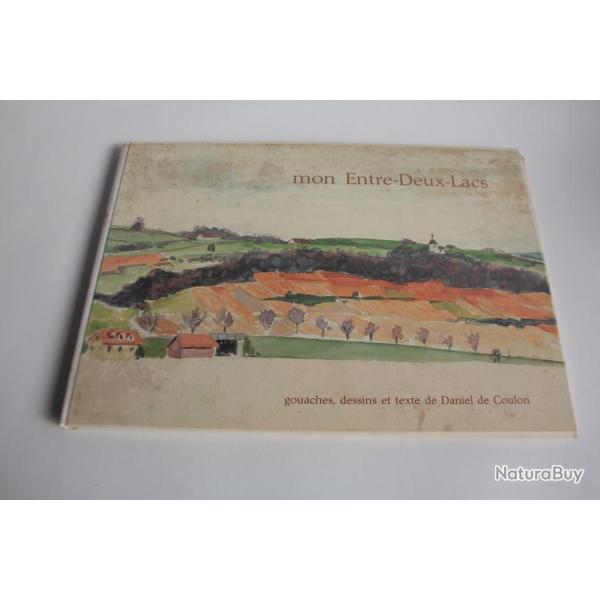 mon Entre-Deux-Lacs
gouaches, dessins et texte de Daniel de Coulon
NaturaBuy